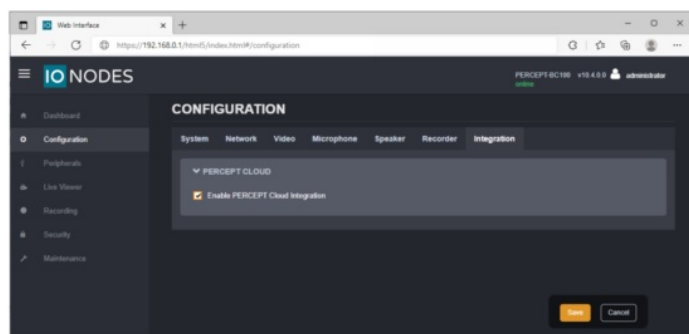 Web Interface
https://192.168.0.1/html5/index.html#/configuration
IONODES
PERCEPT-BC100 v10.4.0.0 administrator
online
CONFIGURATION
Dashboard
Configuration
Peripherals
Live Viewer
Recording
Security
Maintenance
System Network Video Microphone Speaker Recorder Integration
PERCEPT CLOUD
Enable PERCEPT Cloud Integration
Save Cancel